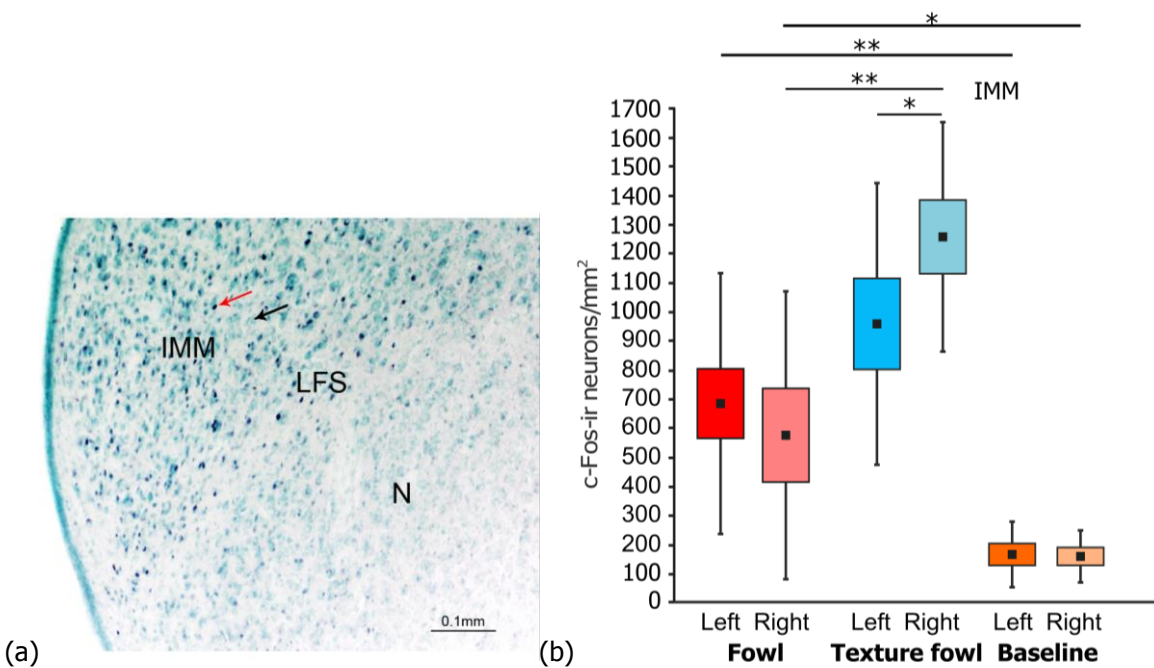 IMM
LFS
N
0.1mm
(a)
*
**
**
*
IMM
c-Fos-ir neurons/mm²
1700
1600
1500
1400
1300
1200
1100
1000
900
800
700
600
500
400
300
200
100
0
Left Right Left Right Left Right
Fowl Texture fowl Baseline
(b)